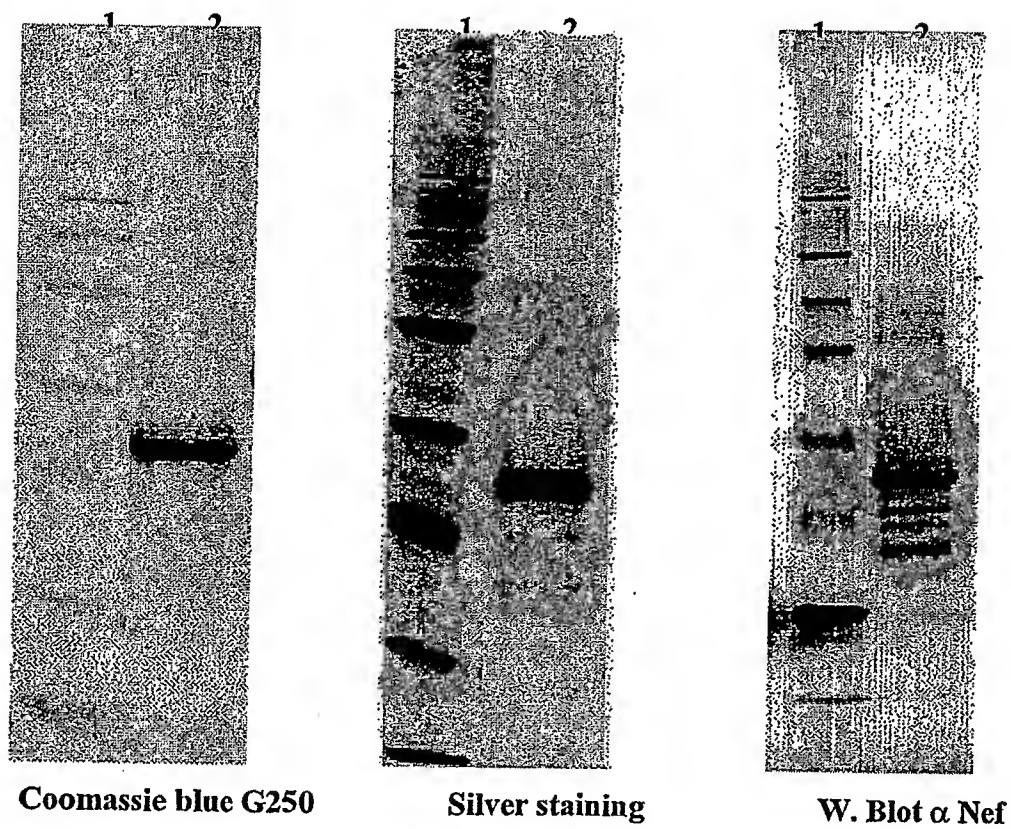 1 2
1 2
1 2
Coomassie blue G250
Silver staining
W. Blot α Nef